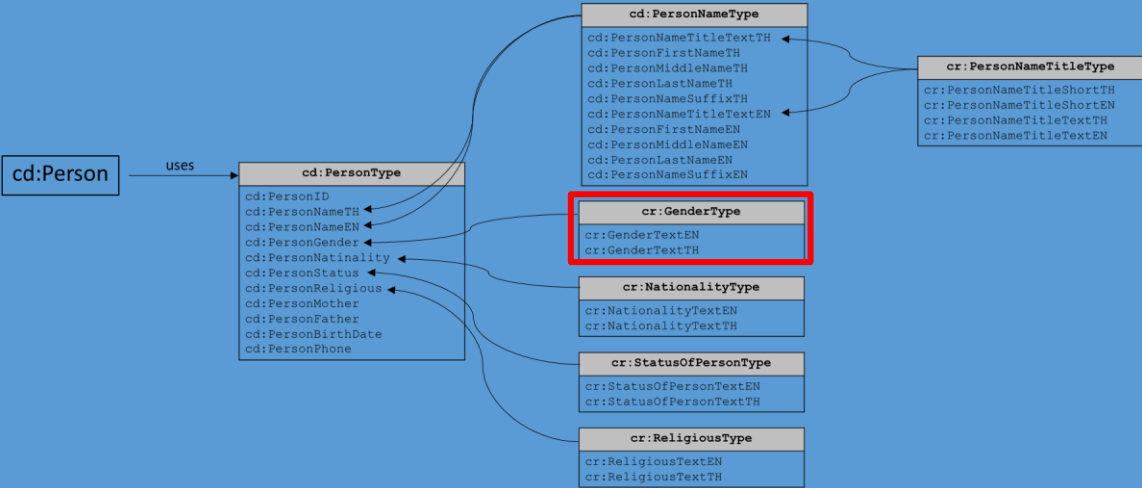 cd:Person
uses
cd:PersonType
cd:PersonID
cd:PersonNameTH
cd:PersonNameEN
cd:PersonGender
cd:PersonNatinality
cd:PersonStatus
cd:PersonReligious
cd:PersonMother
cd:PersonFather
cd:PersonBirthDate
cd:PersonPhone
cd:PersonNameType
cd:PersonNameTitleTextTH
cd:PersonFirstNameTH
cd:PersonMiddleNameTH
cd:PersonLastNameTH
cd:PersonNameSuffixTH
cd:PersonNameTitleTextEN
cd:PersonFirstNameEN
cd:PersonMiddleNameEN
cd:PersonLastNameEN
cd:PersonNameSuffixEN
cr:PersonNameTitleType
cr:PersonNameTitleShortTH
cr:PersonNameTitleShortEN
cr:PersonNameTitleTextTH
cr:PersonNameTitleTextEN
cr:GenderType
cr:GenderTextEN
cr:GenderTextTH
cr:NationalityType
cr:NationalityTextEN
cr:NationalityTextTH
cr:StatusOfPersonType
cr:StatusOfPersonTextEN
cr:StatusOfPersonTextTH
cr:ReligiousType
cr:ReligiousTextEN
cr:ReligiousTextTH